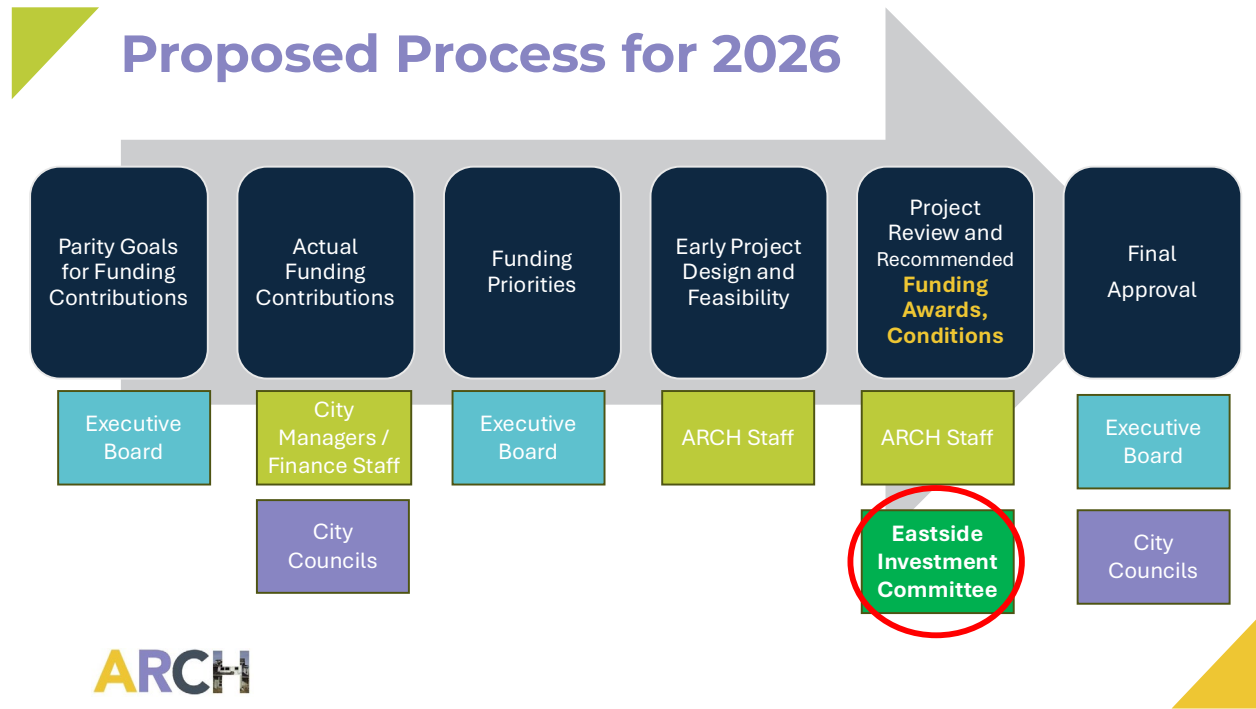 Proposed Process for 2026
Parity Goals
for Funding
Contributions
Actual
Funding
Contributions
Funding
Priorities
Early Project
Design and
Feasibility
Project
Review and
Recommended
Funding
Awards,
Conditions
Final
Approval
Executive
Board
City
Managers /
Finance Staff
Executive
Board
ARCH Staff
ARCH Staff
Executive
Board
City
Councils
Eastside
Investment
Committee
City
Councils
ARCH